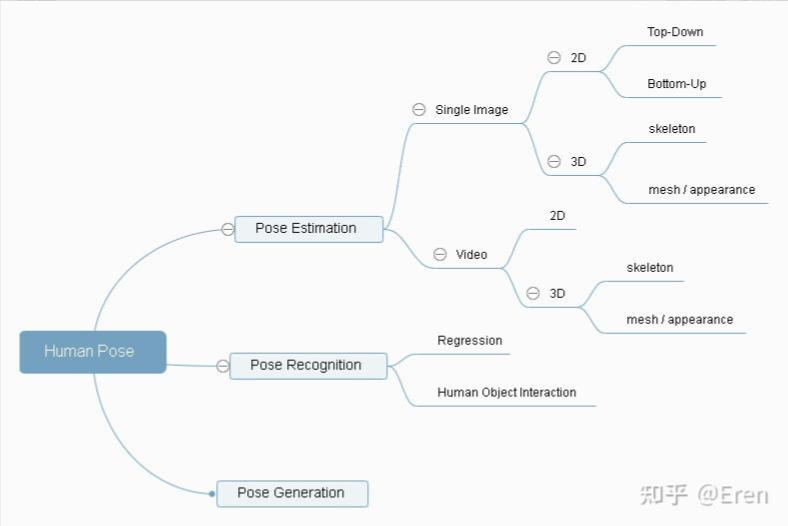 Top-Down
2D
Bottom-Up
Single Image
skeleton
3D
mesh / appearance
Pose Estimation
2D
Video
skeleton
3D
mesh / appearance
Human Pose
Regression
Pose Recognition
Human Object Interaction
Pose Generation
知乎 @Eren